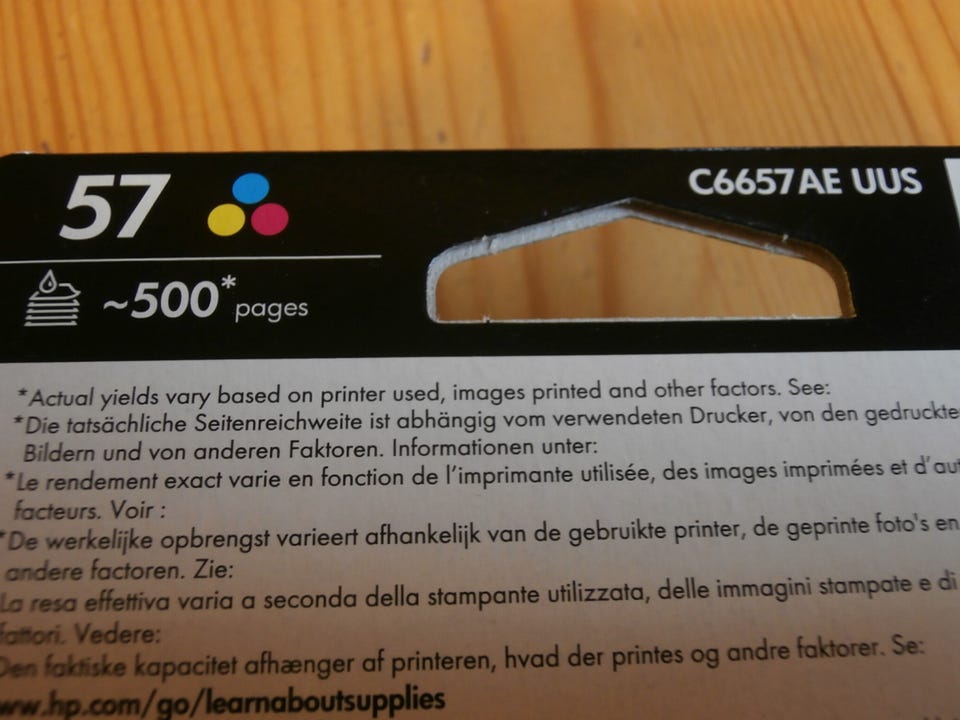 57
C6657AE UUS
~500* pages
*Actual yields vary based on printer used, images printed and other factors. See:
*Die tatsächliche Seitenreichweite ist abhängig vom verwendeten Drucker, von den gedruckte
Bildern und von anderen Faktoren. Informationen unter:
*Le rendement exact varie en fonction de l'imprimante utilisée, des images imprimées et d'aut
facteurs. Voir :
*De werkelijke opbrengst varieert afhankelijk van de gebruikte printer, de geprinte foto's en
andere factoren. Zie:
La resa effettiva varia a seconda della stampante utilizzata, delle immagini stampate e di
fattori. Vedere:
Den faktiske kapacitet afhænger af printeren, hvad der printes og andre faktorer. Se:
www.hp.com/go/learnaboutsupplies